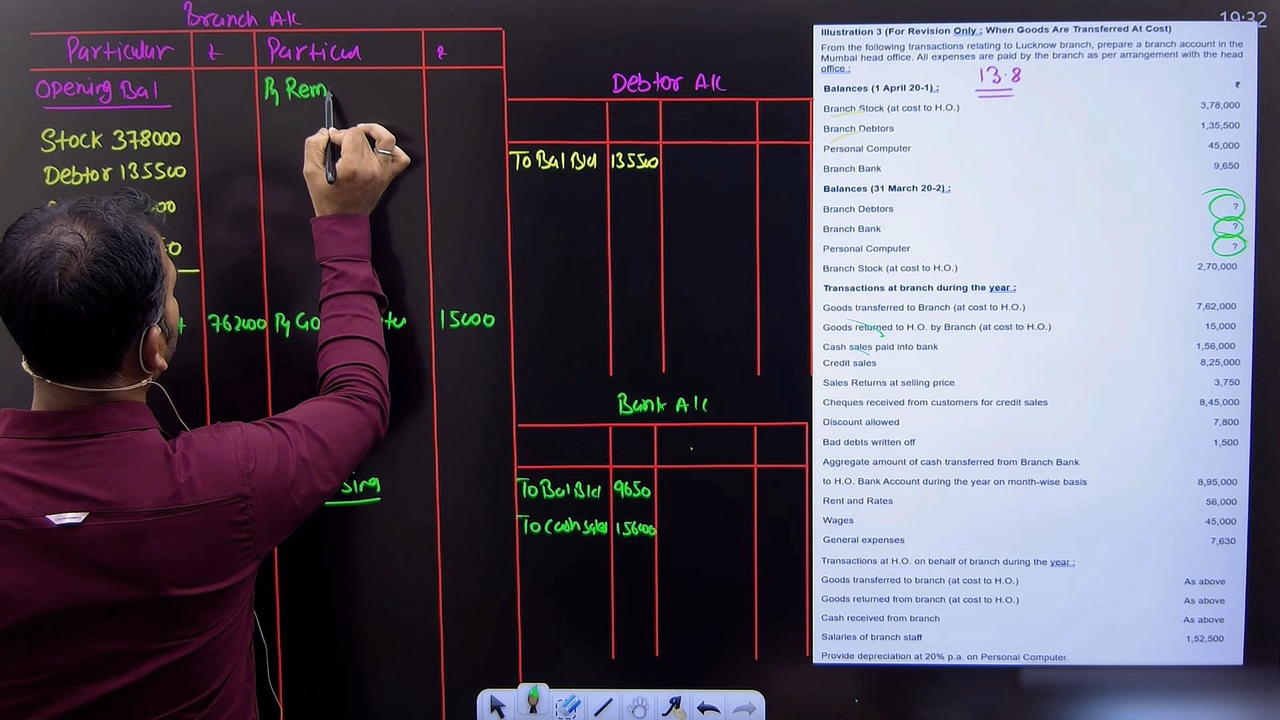 Branch A/c
Particular ₹ Particul ₹
Opening Bal
Stock 378000
Debtor 135500
762000
By Rem
15000
Debtor A/c
To Bal B/d 135500
Bank A/c
To Bal B/d 9650
To Cash sales 156000
19:32
Illustration 3 (For Revision Only : When Goods Are Transferred At Cost)
From the following transactions relating to Lucknow branch, prepare a branch account in the
Mumbai head office. All expenses are paid by the branch as per arrangement with the head
office :
13.8
₹
Balances (1 April 20-1) :
Branch Stock (at cost to H.O.) 3,78,000
Branch Debtors 1,35,500
Personal Computer 45,000
Branch Bank 9,650
Balances (31 March 20-2) :
Branch Debtors ?
Branch Bank ?
Personal Computer ?
Branch Stock (at cost to H.O.) 2,70,000
Transactions at branch during the year :
Goods transferred to Branch (at cost to H.O.) 7,62,000
Goods returned to H.O. by Branch (at cost to H.O.) 15,000
Cash sales paid into bank 1,56,000
Credit sales 8,25,000
Sales Returns at selling price 3,750
Cheques received from customers for credit sales 8,45,000
Discount allowed 7,800
Bad debts written off 1,500
Aggregate amount of cash transferred from Branch Bank
to H.O. Bank Account during the year on month-wise basis 8,95,000
Rent and Rates 56,000
Wages 45,000
General expenses 7,630
Transactions at H.O. on behalf of branch during the year :
Goods transferred to branch (at cost to H.O.) As above
Goods returned from branch (at cost to H.O.) As above
Cash received from branch As above
Salaries of branch staff 1,52,500
Provide depreciation at 20% p.a. on Personal Computer.